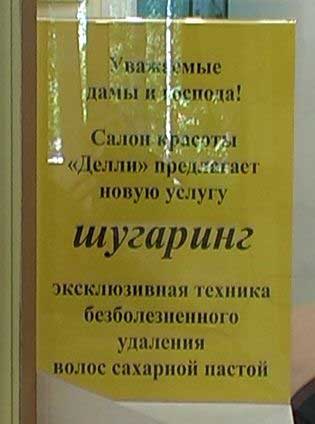 Уважаемые
дамы и господа!
Салон красоты
«Делли» предлагает
новую услугу
шугаринг
эксклюзивная техника
безболезненного
удаления
волос сахарной пастой